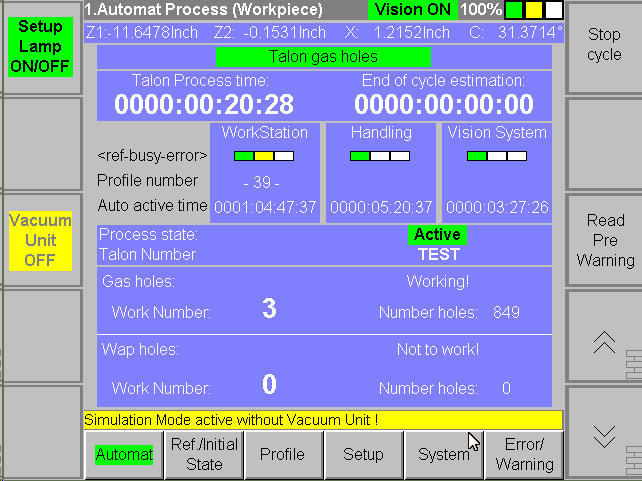 1.Automat Process (Workpiece) Vision ON 100%
Z1:-11.6478Inch Z2: -0.1531Inch X: 1.2152Inch C: 31.3714°
Setup
Lamp
ON/OFF
Stop
cycle
Talon gas holes
Talon Process time: End of cycle estimation:
0000:00:20:28 0000:00:00:00
WorkStation Handling Vision System
<ref-busy-error>
Profile number - 39 -
Auto active time 0001:04:47:37 0000:05:20:37 0000:03:27:26
Vacuum
Unit
OFF
Read
Pre
Warning
Process state: Active
Talon Number TEST
Gas holes: Working!
Work Number: 3 Number holes: 849
Wap holes: Not to work!
Work Number: 0 Number holes: 0
Simulation Mode active without Vacuum Unit !
Automat
Ref./Initial
State
Profile
Setup
System
Error/
Warning